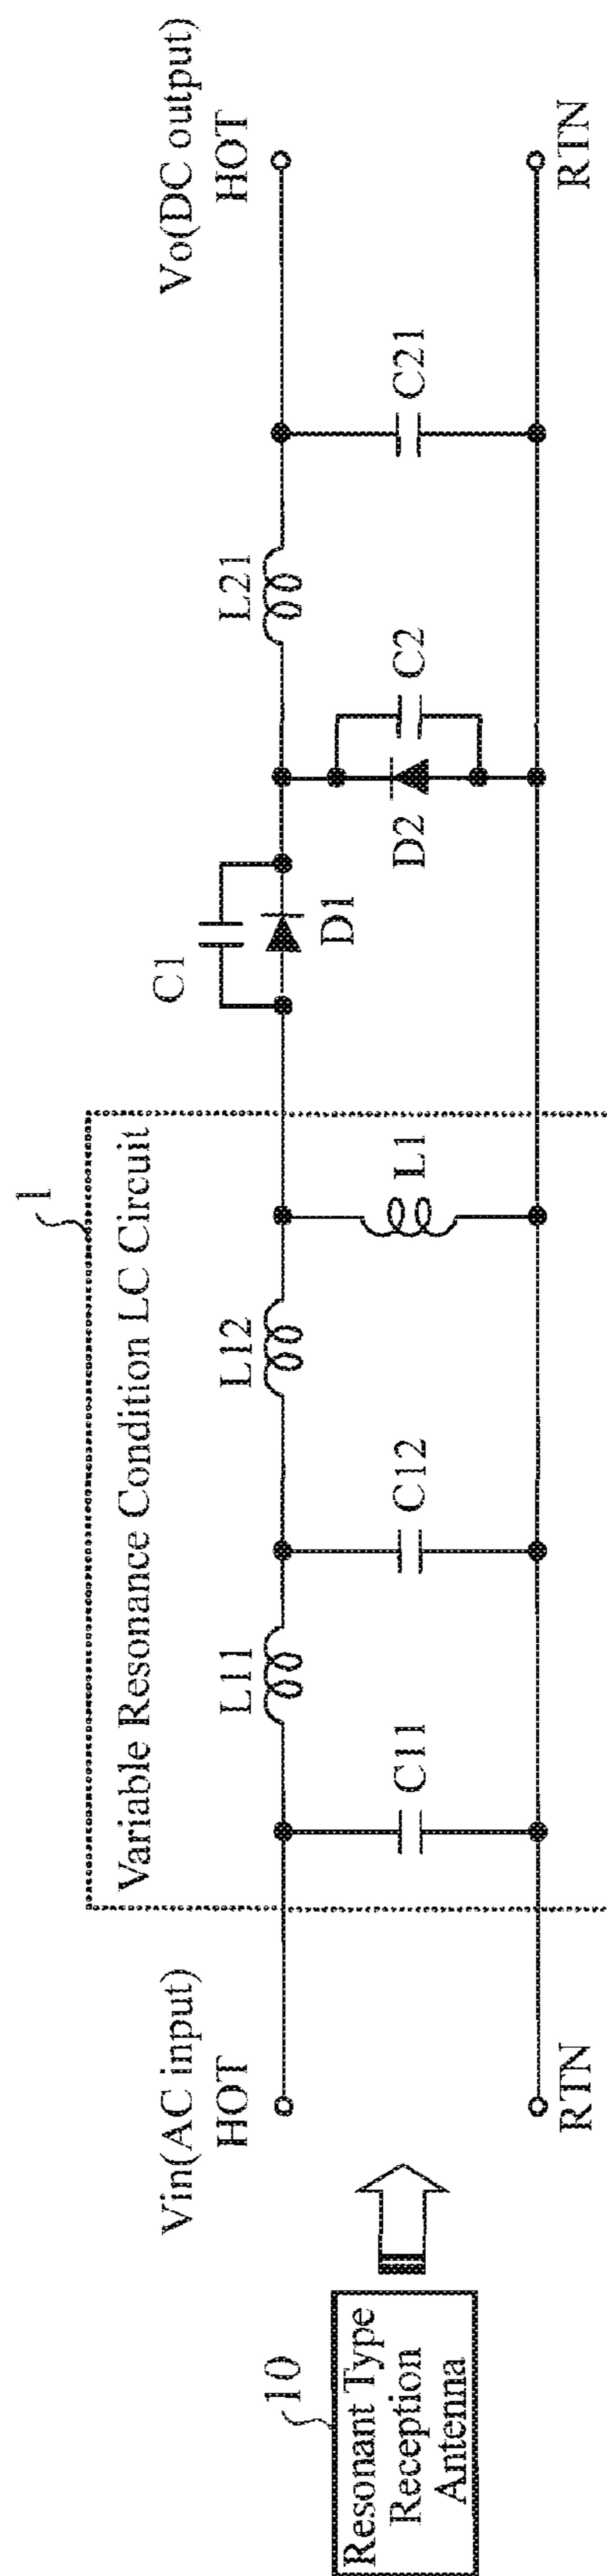 10
Resonant Type
Reception
Antenna
Vin(AC input)
HOT
RTN
1
Variable Resonance Condition LC Circuit
L11
L12
C11
C12
L1
C1
D1
D2
C2
L21
C21
Vo(DC output)
HOT
RTN